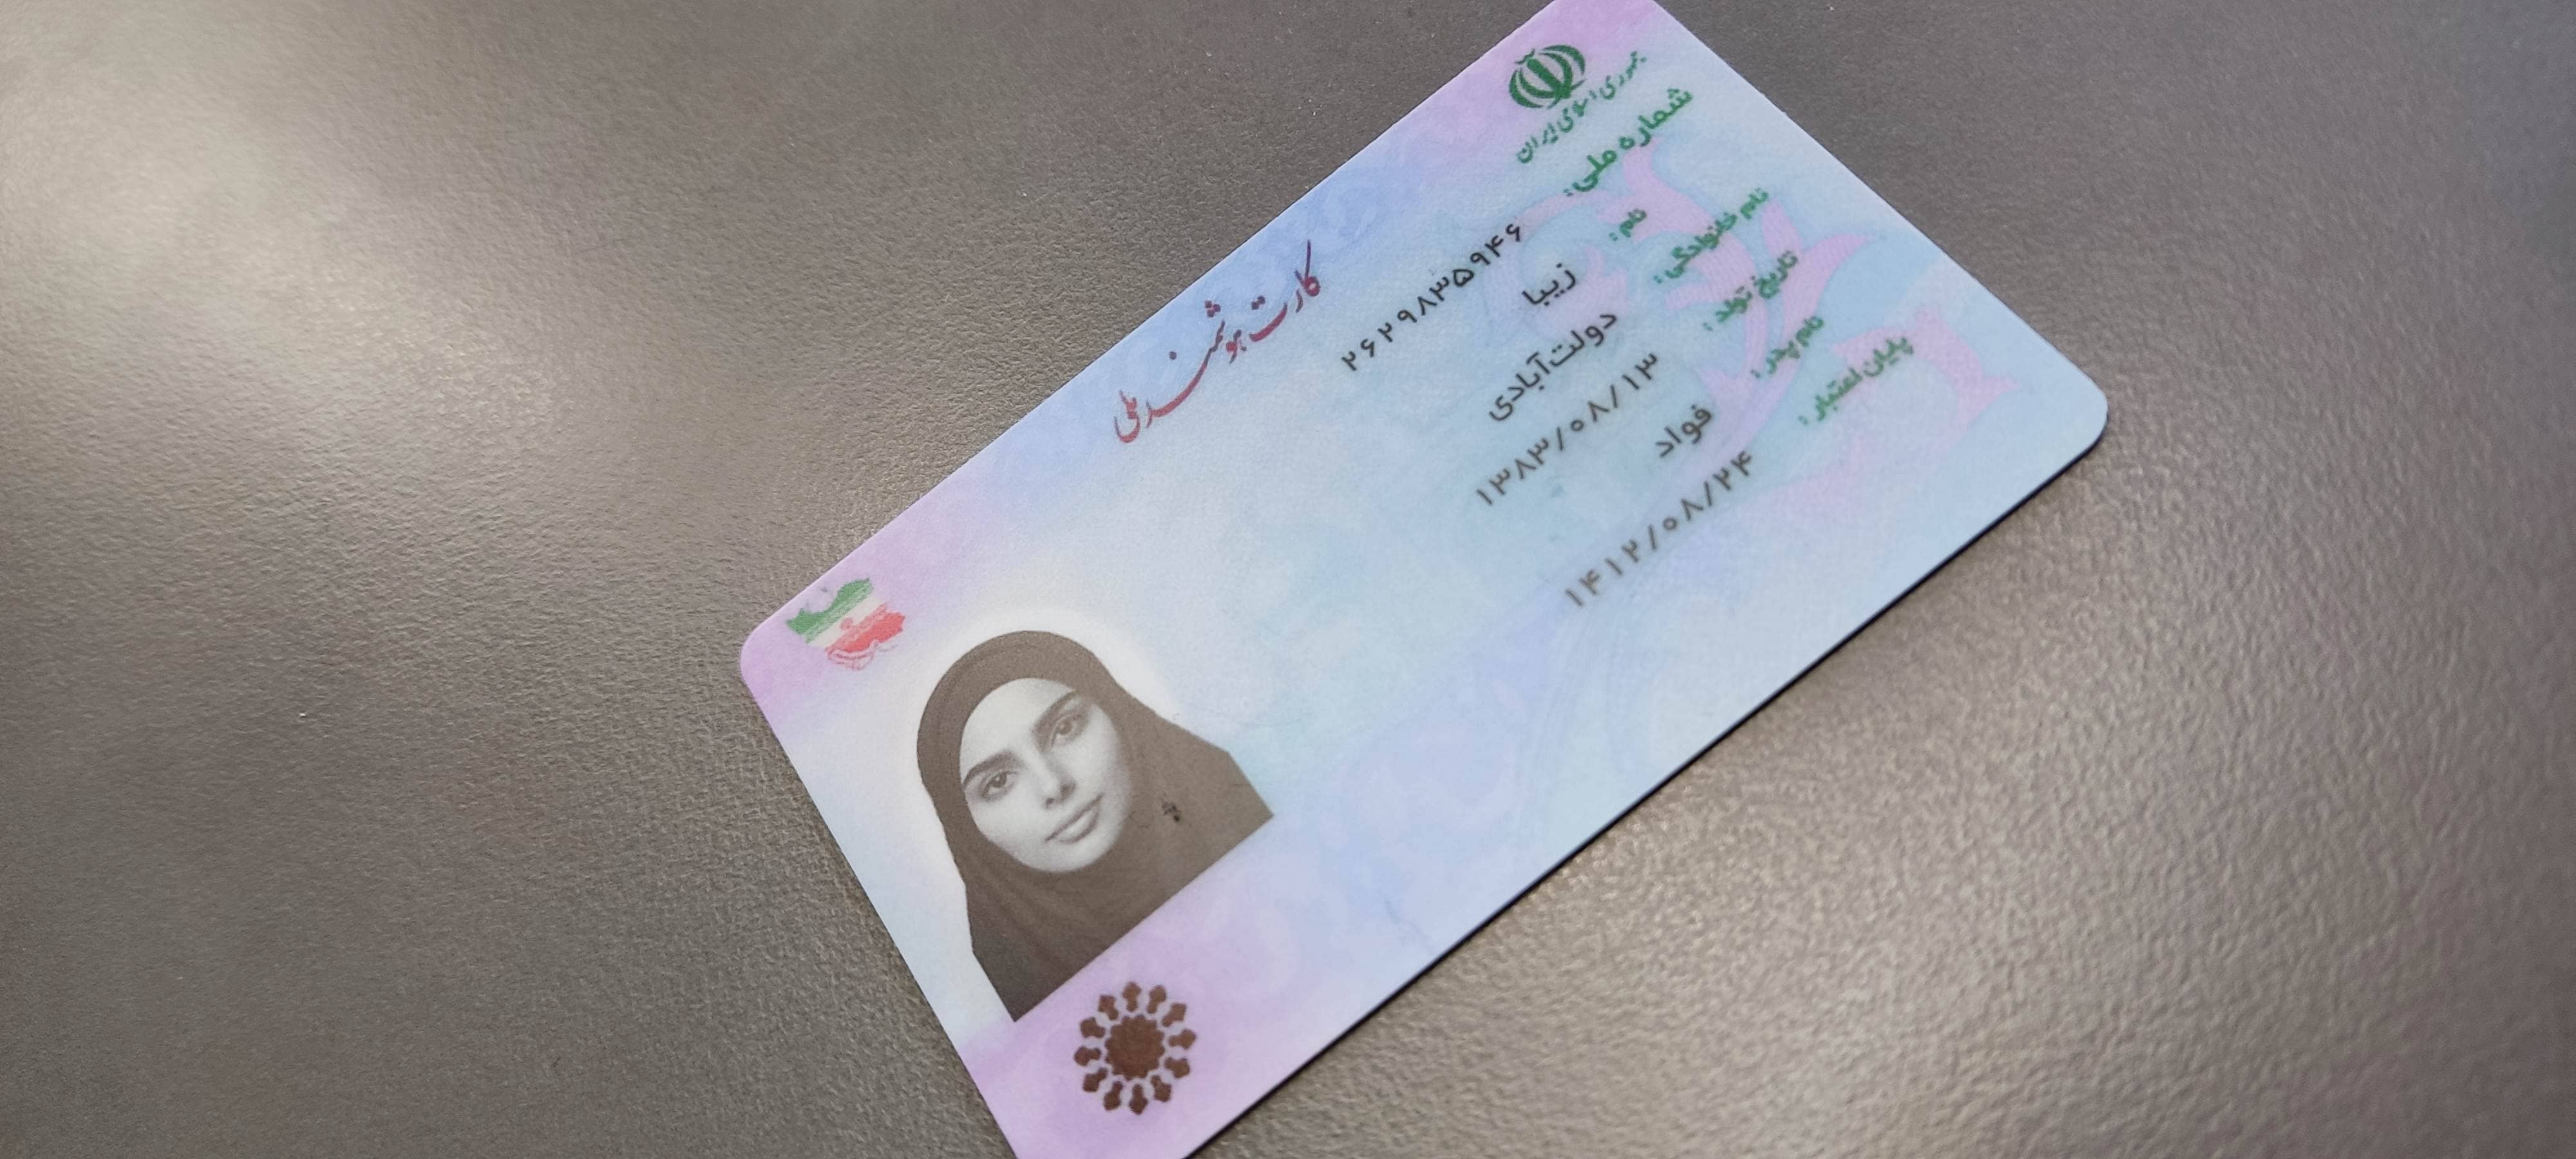 جمهوری اسلامی ایران
کارت هوشمند ملی
شماره ملی: ۲۶۲۹۸۳۵۹۴۶
نام: زیبا
نام خانوادگی: دولت‌آبادی
تاریخ تولد: ۱۳۸۳/۰۸/۱۳
نام پدر: فواد
پایان اعتبار: ۱۴۱۲/۰۸/۲۴